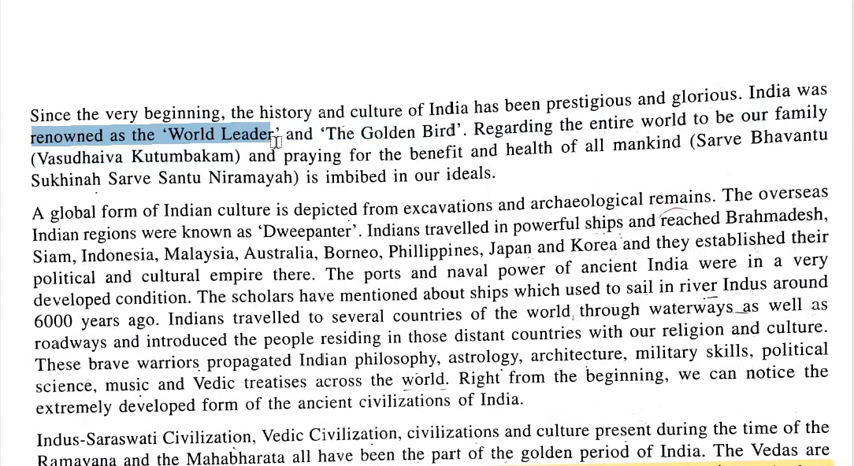 Since the very beginning, the history and culture of India has been prestigious and glorious. India was
renowned as the ‘World Leader’ and ‘The Golden Bird’. Regarding the entire world to be our family
(Vasudhaiva Kutumbakam) and praying for the benefit and health of all mankind (Sarve Bhavantu
Sukhinah Sarve Santu Niramayah) is imbibed in our ideals.
A global form of Indian culture is depicted from excavations and archaeological remains. The overseas
Indian regions were known as ‘Dweepanter’. Indians travelled in powerful ships and reached Brahmadesh,
Siam, Indonesia, Malaysia, Australia, Borneo, Phillippines, Japan and Korea and they established their
political and cultural empire there. The ports and naval power of ancient India were in a very
developed condition. The scholars have mentioned about ships which used to sail in river Indus around
6000 years ago. Indians travelled to several countries of the world through waterways as well as
roadways and introduced the people residing in those distant countries with our religion and culture.
These brave warriors propagated Indian philosophy, astrology, architecture, military skills, political
science, music and Vedic treatises across the world. Right from the beginning, we can notice the
extremely developed form of the ancient civilizations of India.
Indus-Saraswati Civilization, Vedic Civilization, civilizations and culture present during the time of the
Ramayana and the Mahabharata all have been the part of the golden period of India. The Vedas are